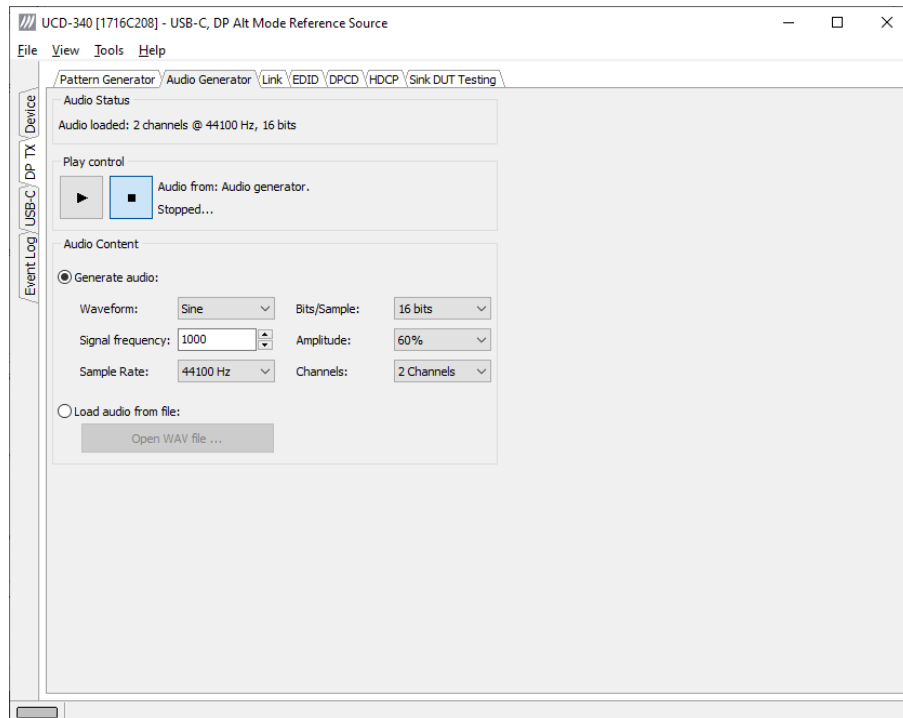 UCD-340 [1716C208] - USB-C, DP Alt Mode Reference Source
File View Tools Help
Pattern Generator Audio Generator Link EDID DPCD HDCP Sink DUT Testing
Device
DP TX
USB-C
Event Log
Audio Status
Audio loaded: 2 channels @ 44100 Hz, 16 bits
Play control
Audio from: Audio generator.
Stopped...
Audio Content
Generate audio:
Waveform: Sine Bits/Sample: 16 bits
Signal frequency: 1000 Amplitude: 60%
Sample Rate: 44100 Hz Channels: 2 Channels
Load audio from file:
Open WAV file ...